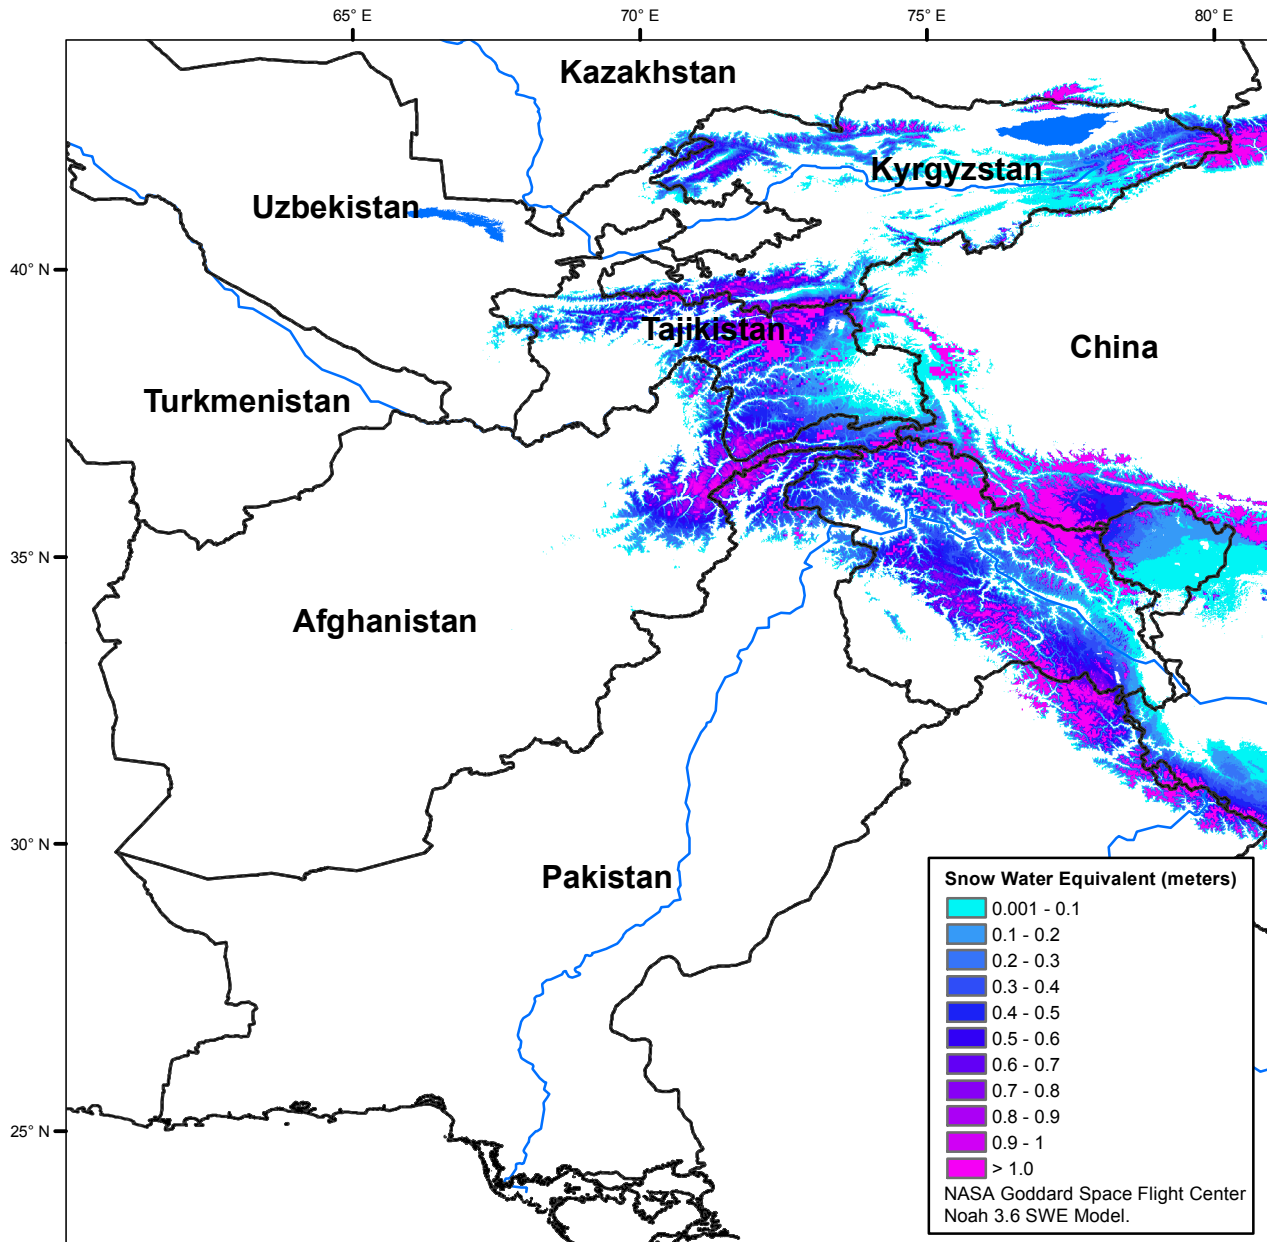 65° E
70° E
75° E
80° E
Kazakhstan
Kyrgyzstan
Uzbekistan
40° N
Tajikistan
China
Turkmenistan
35° N
Afghanistan
30° N
Pakistan
25° N
Snow Water Equivalent (meters)
0.001 - 0.1
0.1 - 0.2
0.2 - 0.3
0.3 - 0.4
0.4 - 0.5
0.5 - 0.6
0.6 - 0.7
0.7 - 0.8
0.8 - 0.9
0.9 - 1
> 1.0
NASA Goddard Space Flight Center
Noah 3.6 SWE Model.